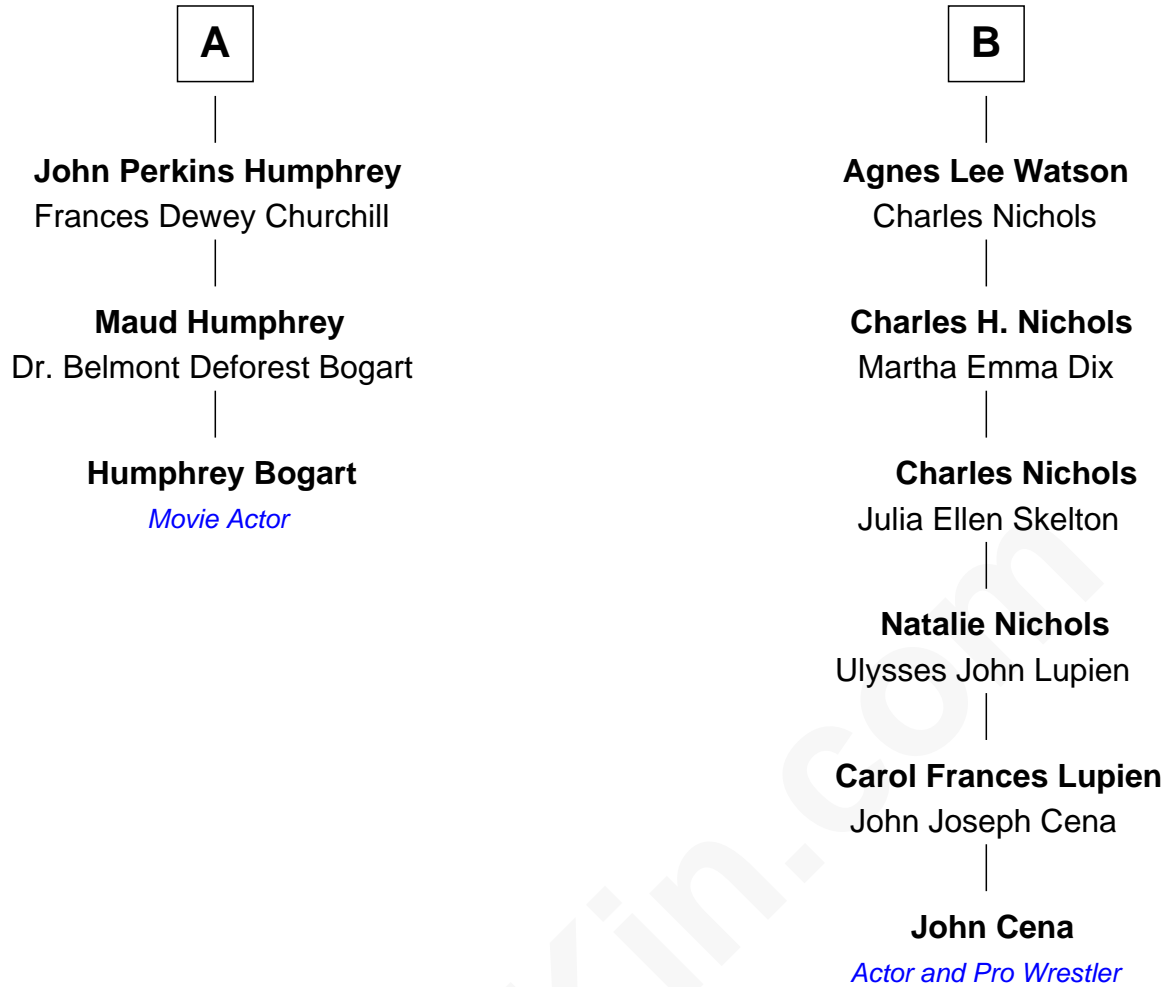 A
John Perkins Humphrey
Frances Dewey Churchill
Maud Humphrey
Dr. Belmont Deforest Bogart
Humphrey Bogart
Movie Actor
B
Agnes Lee Watson
Charles Nichols
Charles H. Nichols
Martha Emma Dix
Charles Nichols
Julia Ellen Skelton
Natalie Nichols
Ulysses John Lupien
Carol Frances Lupien
John Joseph Cena
John Cena
Actor and Pro Wrestler